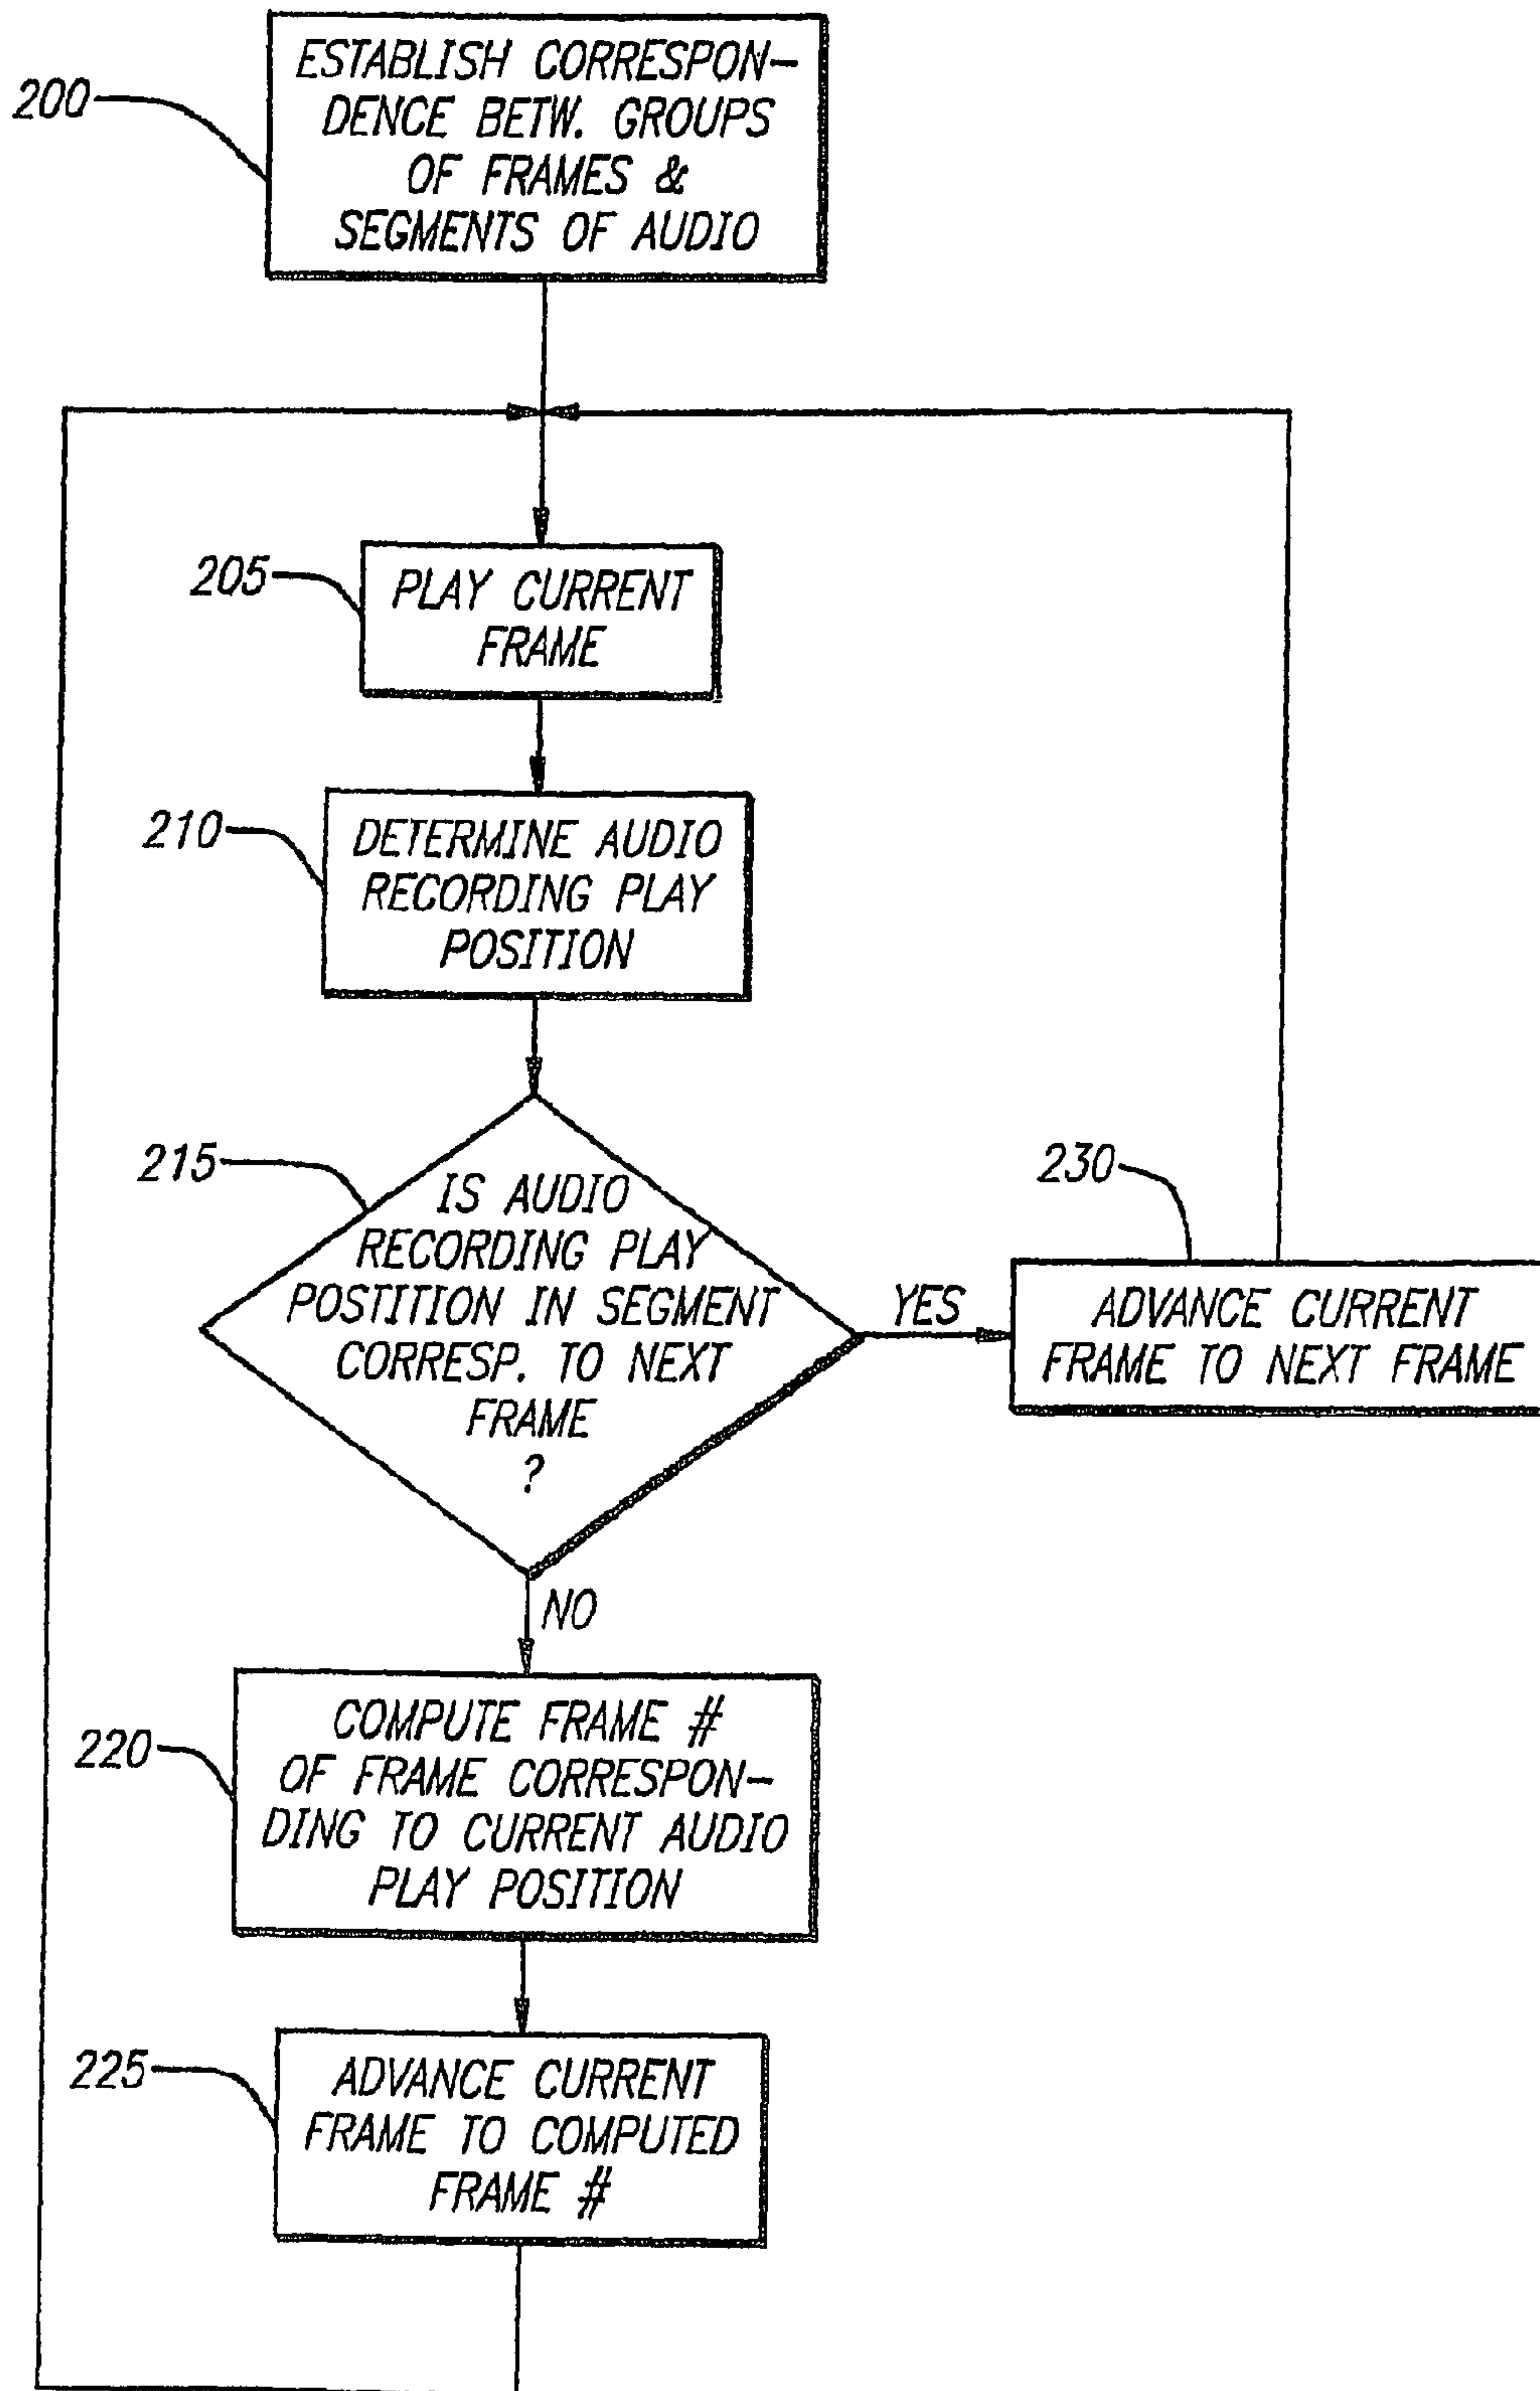 200
ESTABLISH CORRESPON-
DENCE BETW. GROUPS
OF FRAMES &
SEGMENTS OF AUDIO
205
PLAY CURRENT
FRAME
210
DETERMINE AUDIO
RECORDING PLAY
POSITION
215
IS AUDIO
RECORDING PLAY
POSTITION IN SEGMENT
CORRESP. TO NEXT
FRAME
?
YES
230
ADVANCE CURRENT
FRAME TO NEXT FRAME
NO
220
COMPUTE FRAME #
OF FRAME CORRESPON-
DING TO CURRENT AUDIO
PLAY POSITION
225
ADVANCE CURRENT
FRAME TO COMPUTED
FRAME #